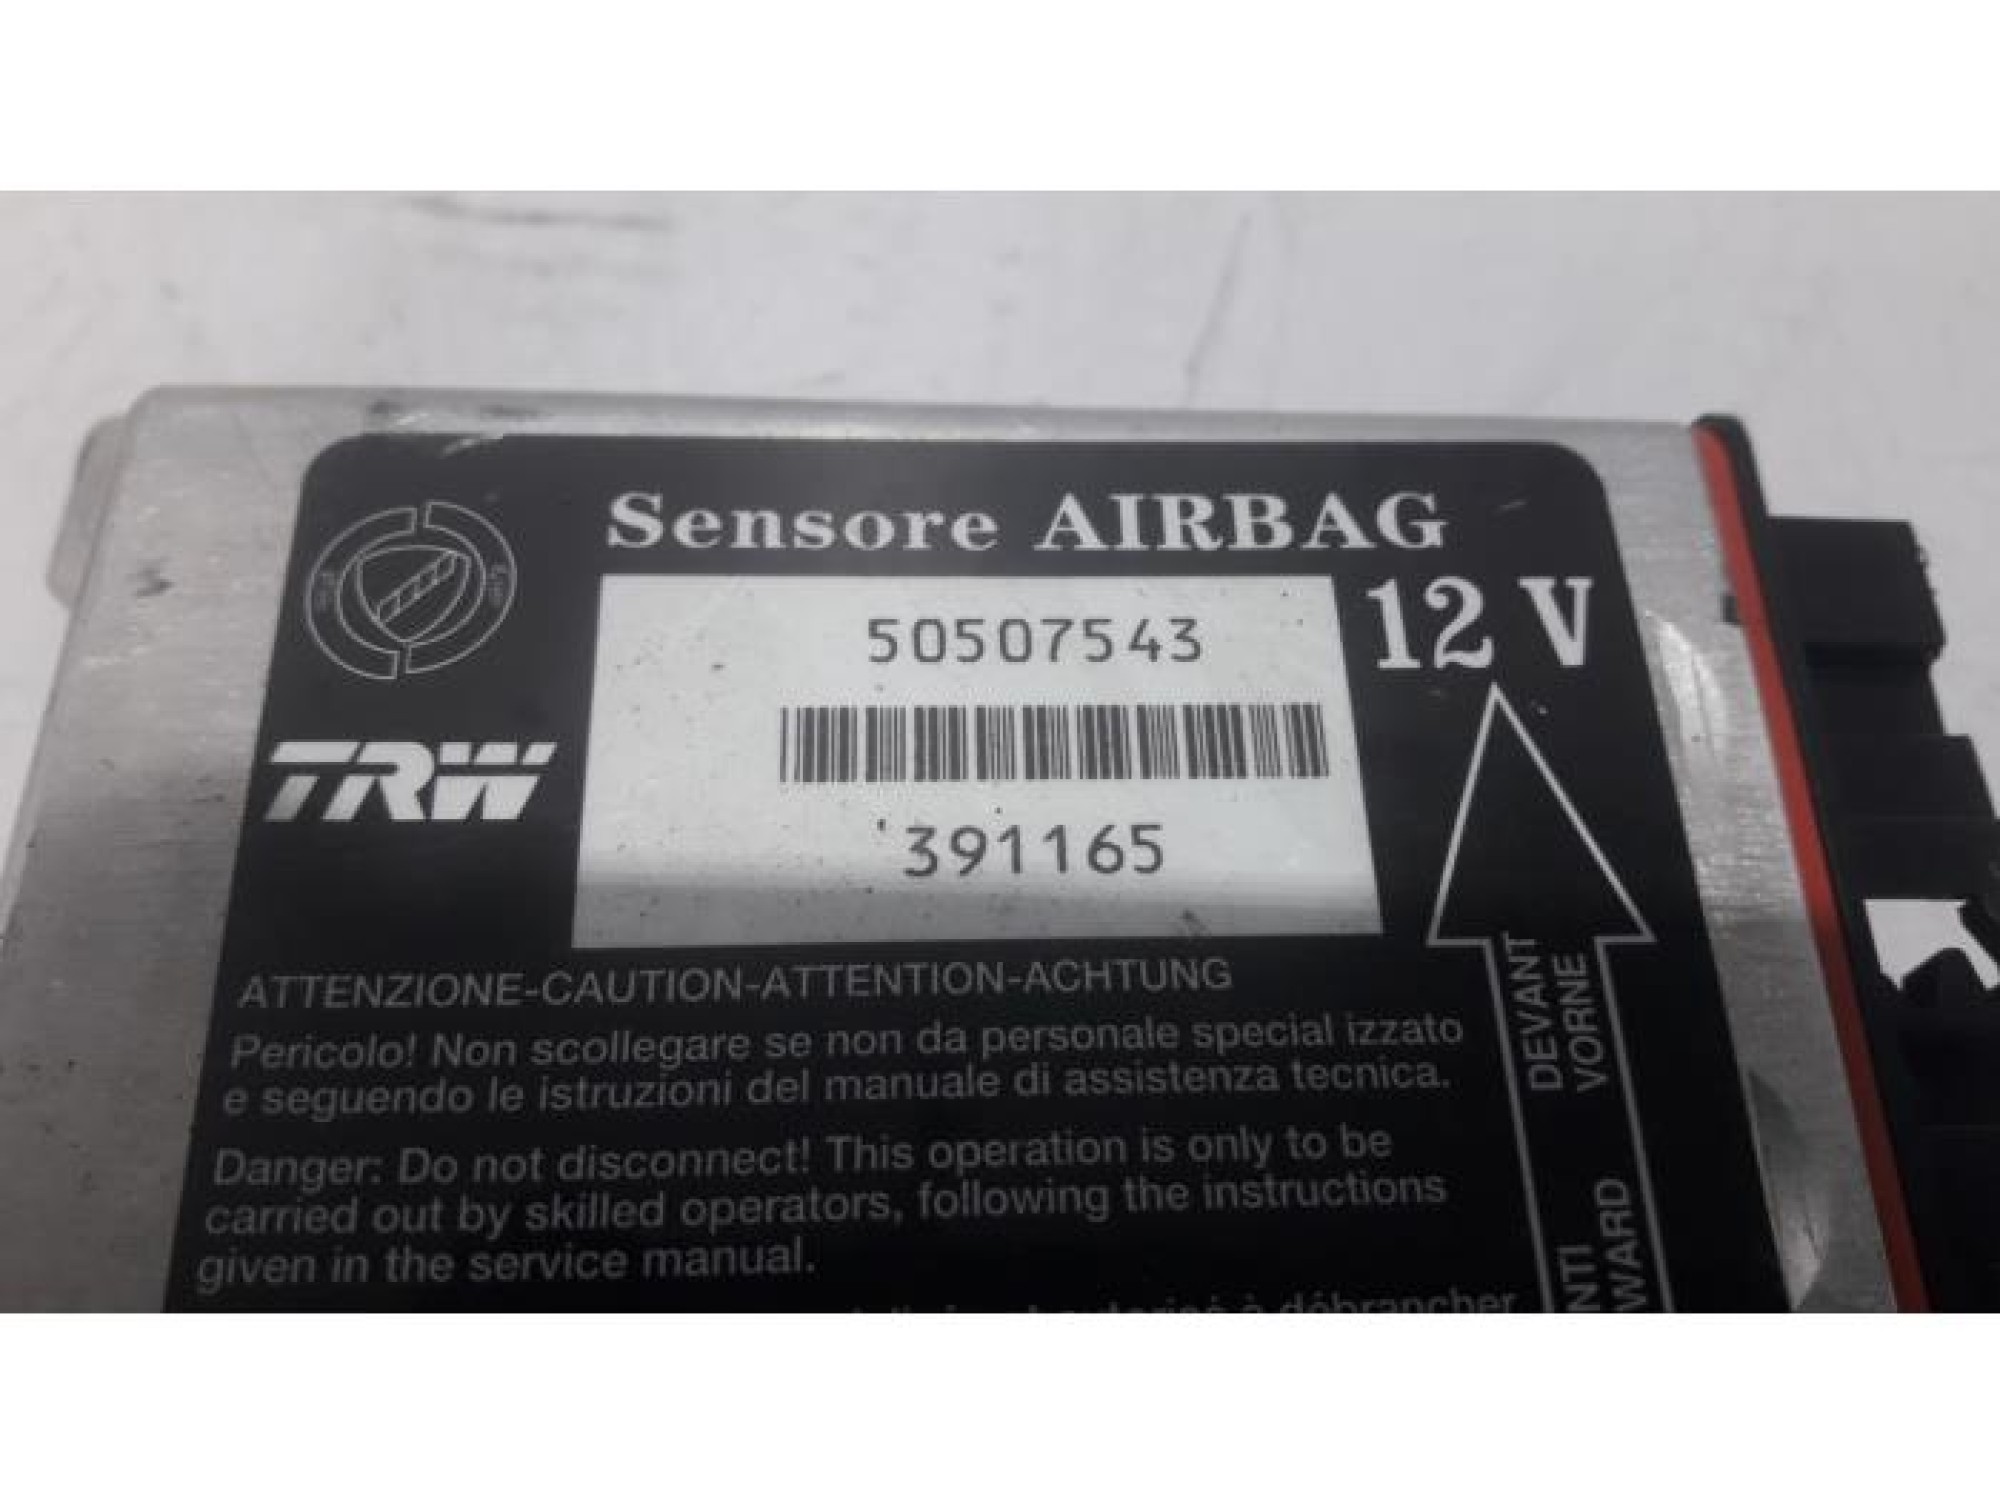 Sensore AIRBAG
12 V
50507543
TRW
391165
ATTENZIONE-CAUTION-ATTENTION-ACHTUNG
Pericolo! Non scollegare se non da personale special izzato
e seguendo le istruzioni del manuale di assistenza tecnica.
Danger: Do not disconnect! This operation is only to be
carried out by skilled operators, following the instructions
given in the service manual.
à débrancher
DEVANT
VORNE
NTI
WARD